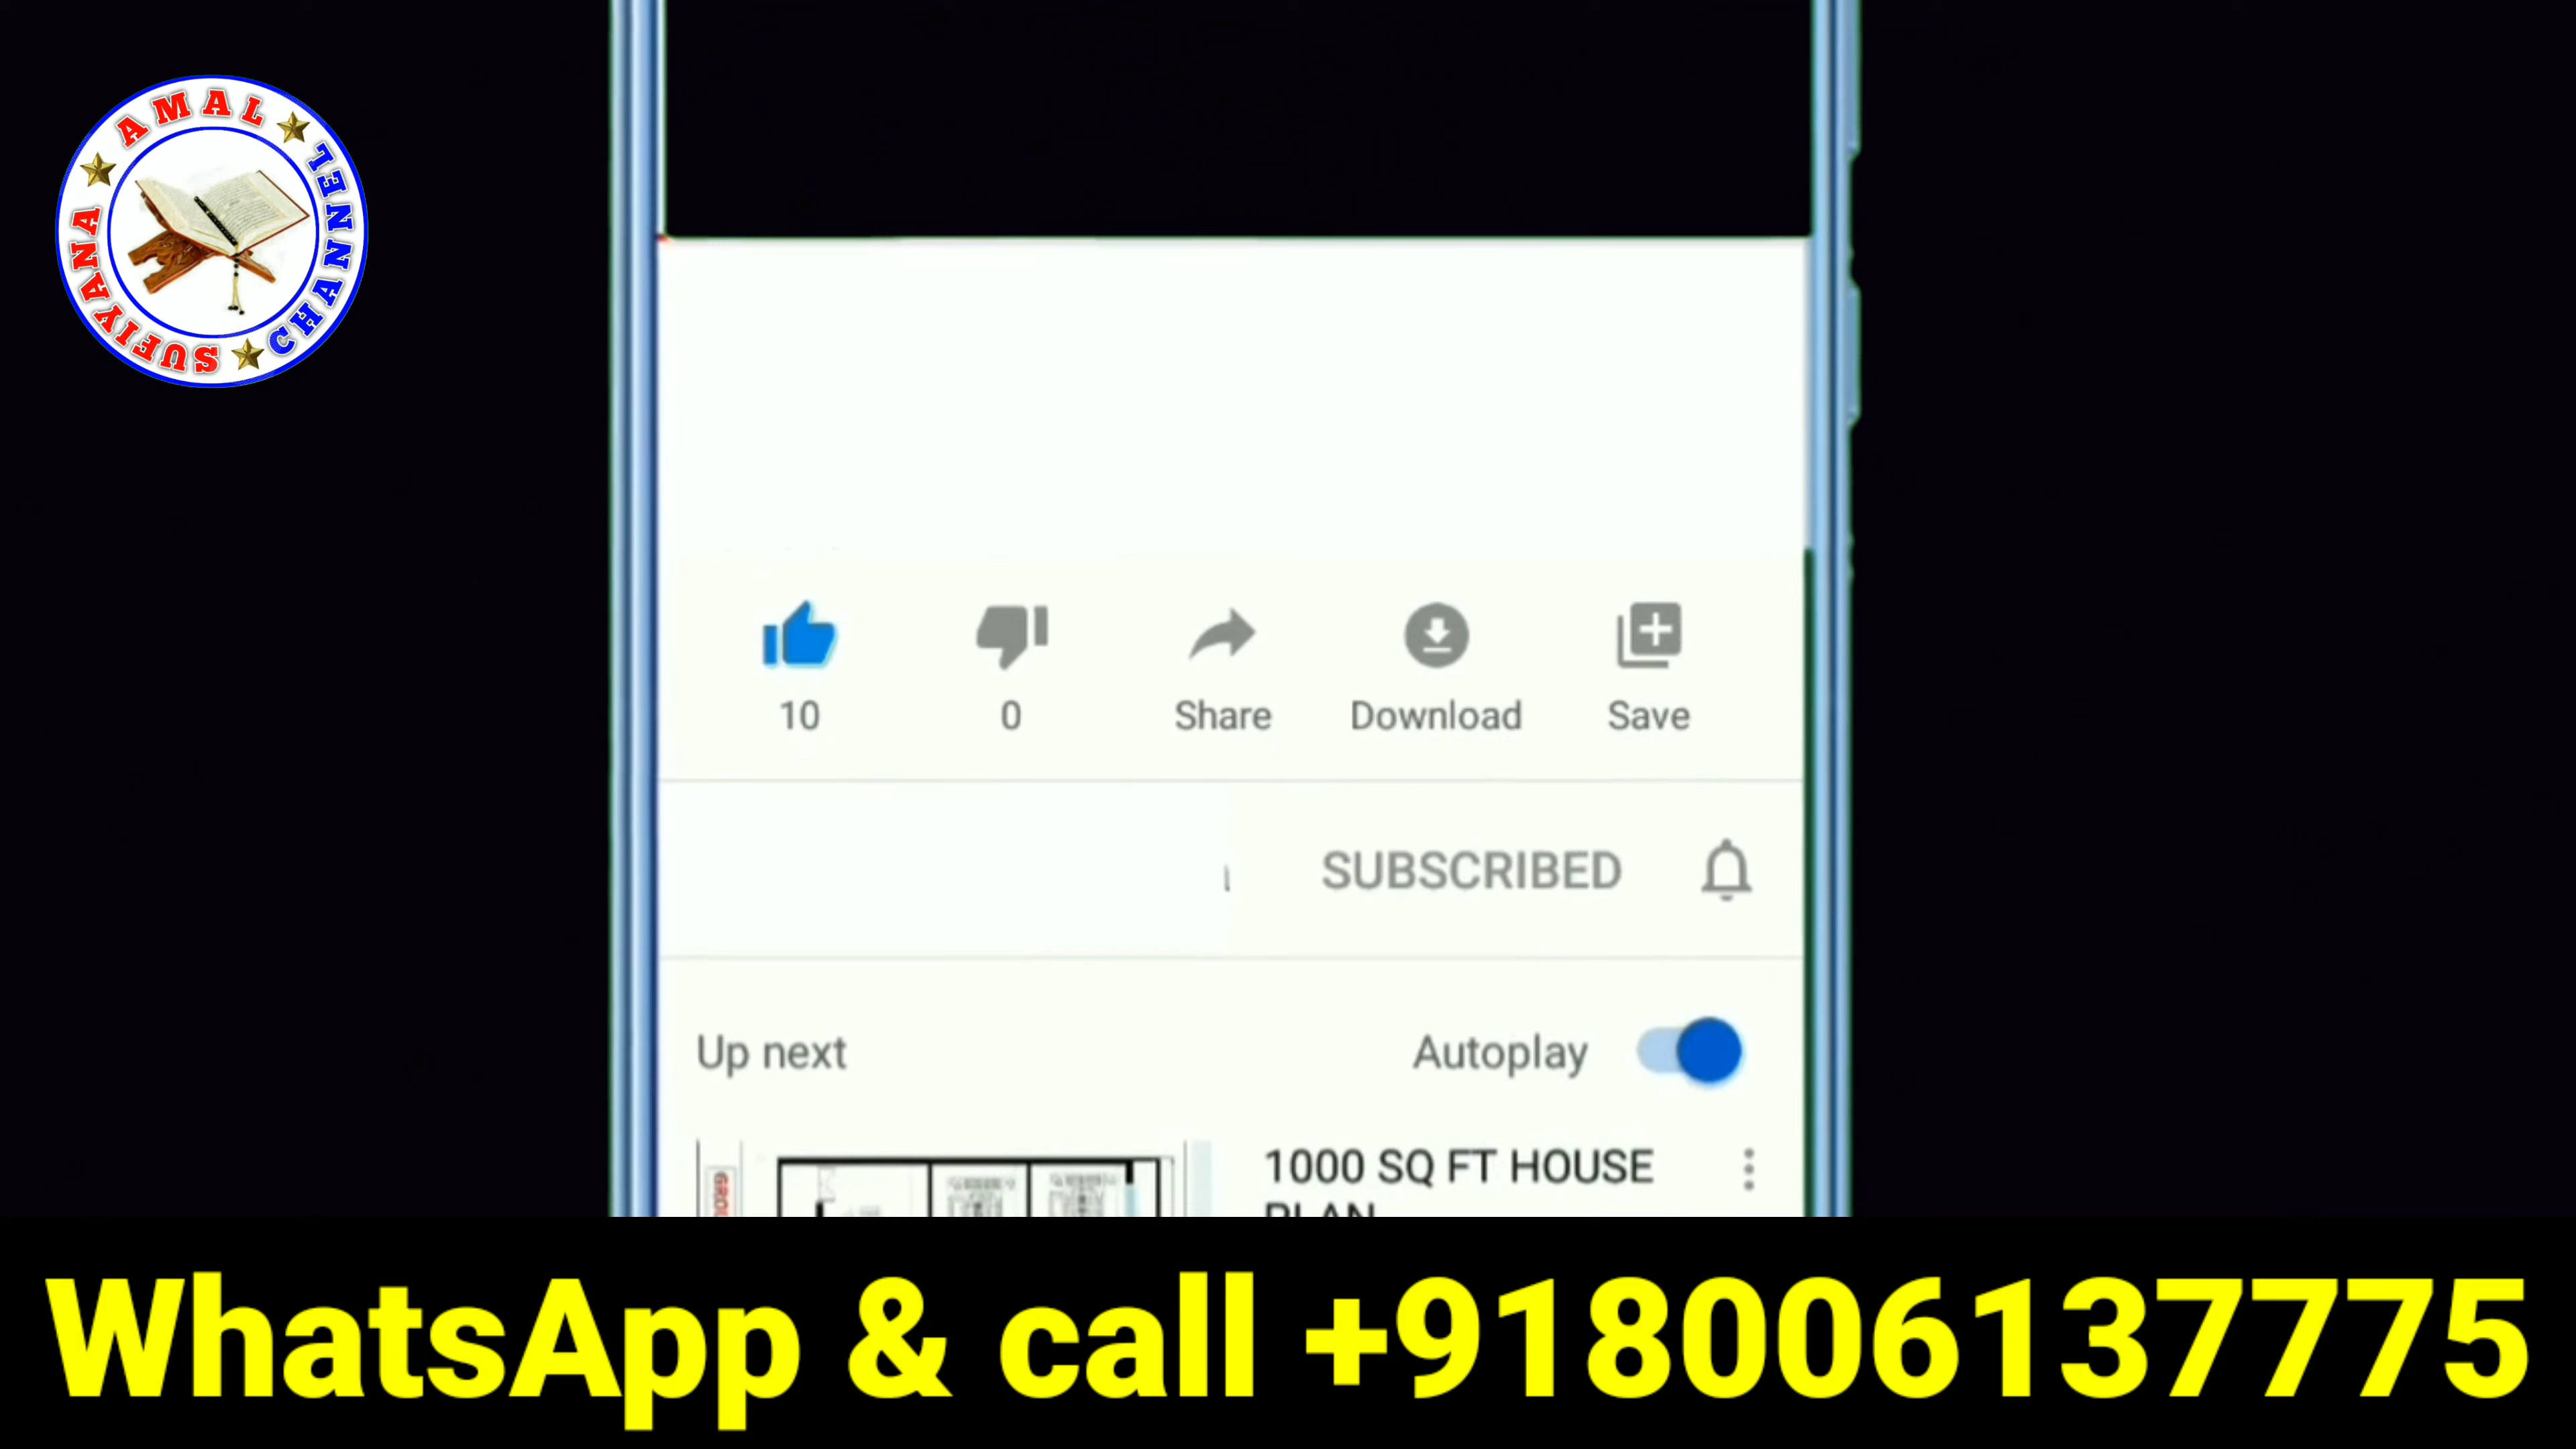 SUFIYANA AMAL CHANNEL
10
0
Share
Download
Save
SUBSCRIBED
Up next
Autoplay
1000 SQ FT HOUSE
PLAN
WhatsApp & call +918006137775